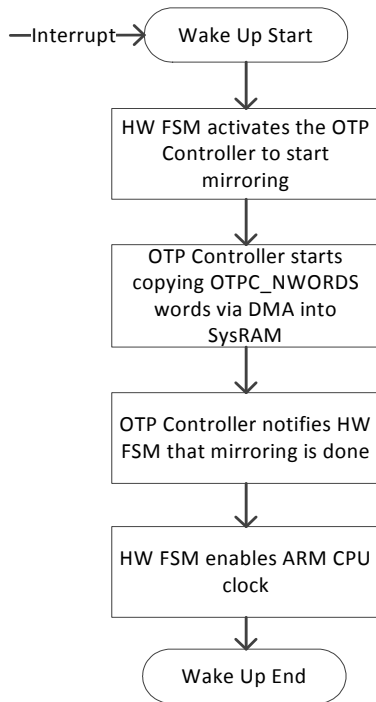 Interrupt
Wake Up Start
HW FSM activates the OTP
Controller to start
mirroring
OTP Controller starts
copying OTPC_NWORDS
words via DMA into
SysRAM
OTP Controller notifies HW
FSM that mirroring is done
HW FSM enables ARM CPU
clock
Wake Up End